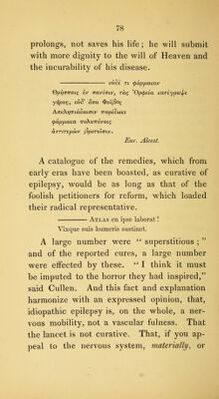 78
prolongs, not saves his life; he will submit
with more dignity to the will of Heaven and
the incurability of his disease.
οὐδέ τι φάρμακον
Θρῄσσαις ἐν σανίσιν, τὰς Ὀρφεία κατέγραψε
γῆρυς, οὐδ' ὅσα Φοῖβος
Ἀσκληπιάδαισιν παρέδωκε
φάρμακα πολυπόνοις
ἀντιτεμὼν βροτοῖσιν.
Eur. Alcest.
A catalogue of the remedies, which from
early eras have been boasted, as curative of
epilepsy, would be as long as that of the
foolish petitioners for reform, which loaded
their radical representative.
——— ATLAS en ipse laborat!
Vixque suis humeris sustinet.
A large number were “ superstitious ; ”
and of the reported cures, a large number
were effected by these. “ I think it must
be imputed to the horror they had inspired,”
said Cullen. And this fact and explanation
harmonize with an expressed opinion, that,
idiopathic epilepsy is, on the whole, a ner-
vous mobility, not a vascular fulness. That
the lancet is not curative. That, if you ap-
peal to the nervous system, materially, or